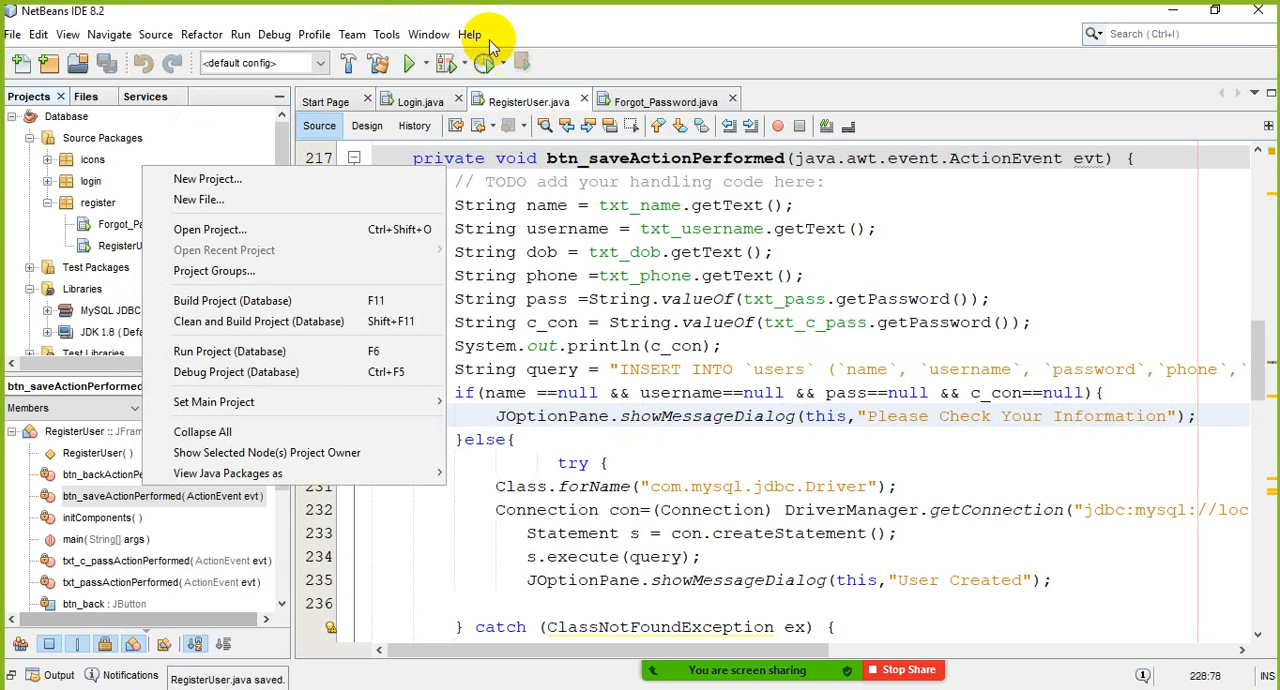 NetBeans IDE 8.2
File Edit View Navigate Source Refactor Run Debug Profile Team Tools Window Help
Search (Ctrl+I)
<default config>
Projects Files Services
Start Page Login.java RegisterUser.java Forgot_Password.java
Source Design History
Database
Source Packages
icons
login
register
Forgot_Pa
RegisterU
Test Packages
Libraries
MySQL JDBC
JDK 1.8 (Defa
Test Libraries
New Project...
New File...
Open Project... Ctrl+Shift+O
Open Recent Project
Project Groups...
Build Project (Database) F11
Clean and Build Project (Database) Shift+F11
Run Project (Database) F6
Debug Project (Database) Ctrl+F5
Set Main Project
Collapse All
Show Selected Node(s) Project Owner
View Java Packages as
217 private void btn_saveActionPerformed(java.awt.event.ActionEvent evt) {
// TODO add your handling code here:
String name = txt_name.getText();
String username = txt_username.getText();
String dob = txt_dob.getText();
String phone =txt_phone.getText();
String pass =String.valueOf(txt_pass.getPassword());
String c_con = String.valueOf(txt_c_pass.getPassword());
System.out.println(c_con);
String query = "INSERT INTO `users` (`name`, `username`, `password`,`phone`,`
if(name ==null && username==null && pass==null && c_con==null){
JOptionPane.showMessageDialog(this,"Please Check Your Information");
}else{
try {
231 Class.forName("com.mysql.jdbc.Driver");
232 Connection con=(Connection) DriverManager.getConnection("jdbc:mysql://loc
233 Statement s = con.createStatement();
234 s.execute(query);
235 JOptionPane.showMessageDialog(this,"User Created");
236
} catch (ClassNotFoundException ex) {
btn_saveActionPerformed
Members
RegisterUser :: JFram
RegisterUser()
btn_backActionPe
btn_saveActionPerformed(ActionEvent evt)
initComponents()
main(String[] args)
txt_c_passActionPerformed(ActionEvent evt)
txt_passActionPerformed(ActionEvent evt)
btn_back : JButton
You are screen sharing Stop Share
Output Notifications RegisterUser.java saved.
228:78 INS